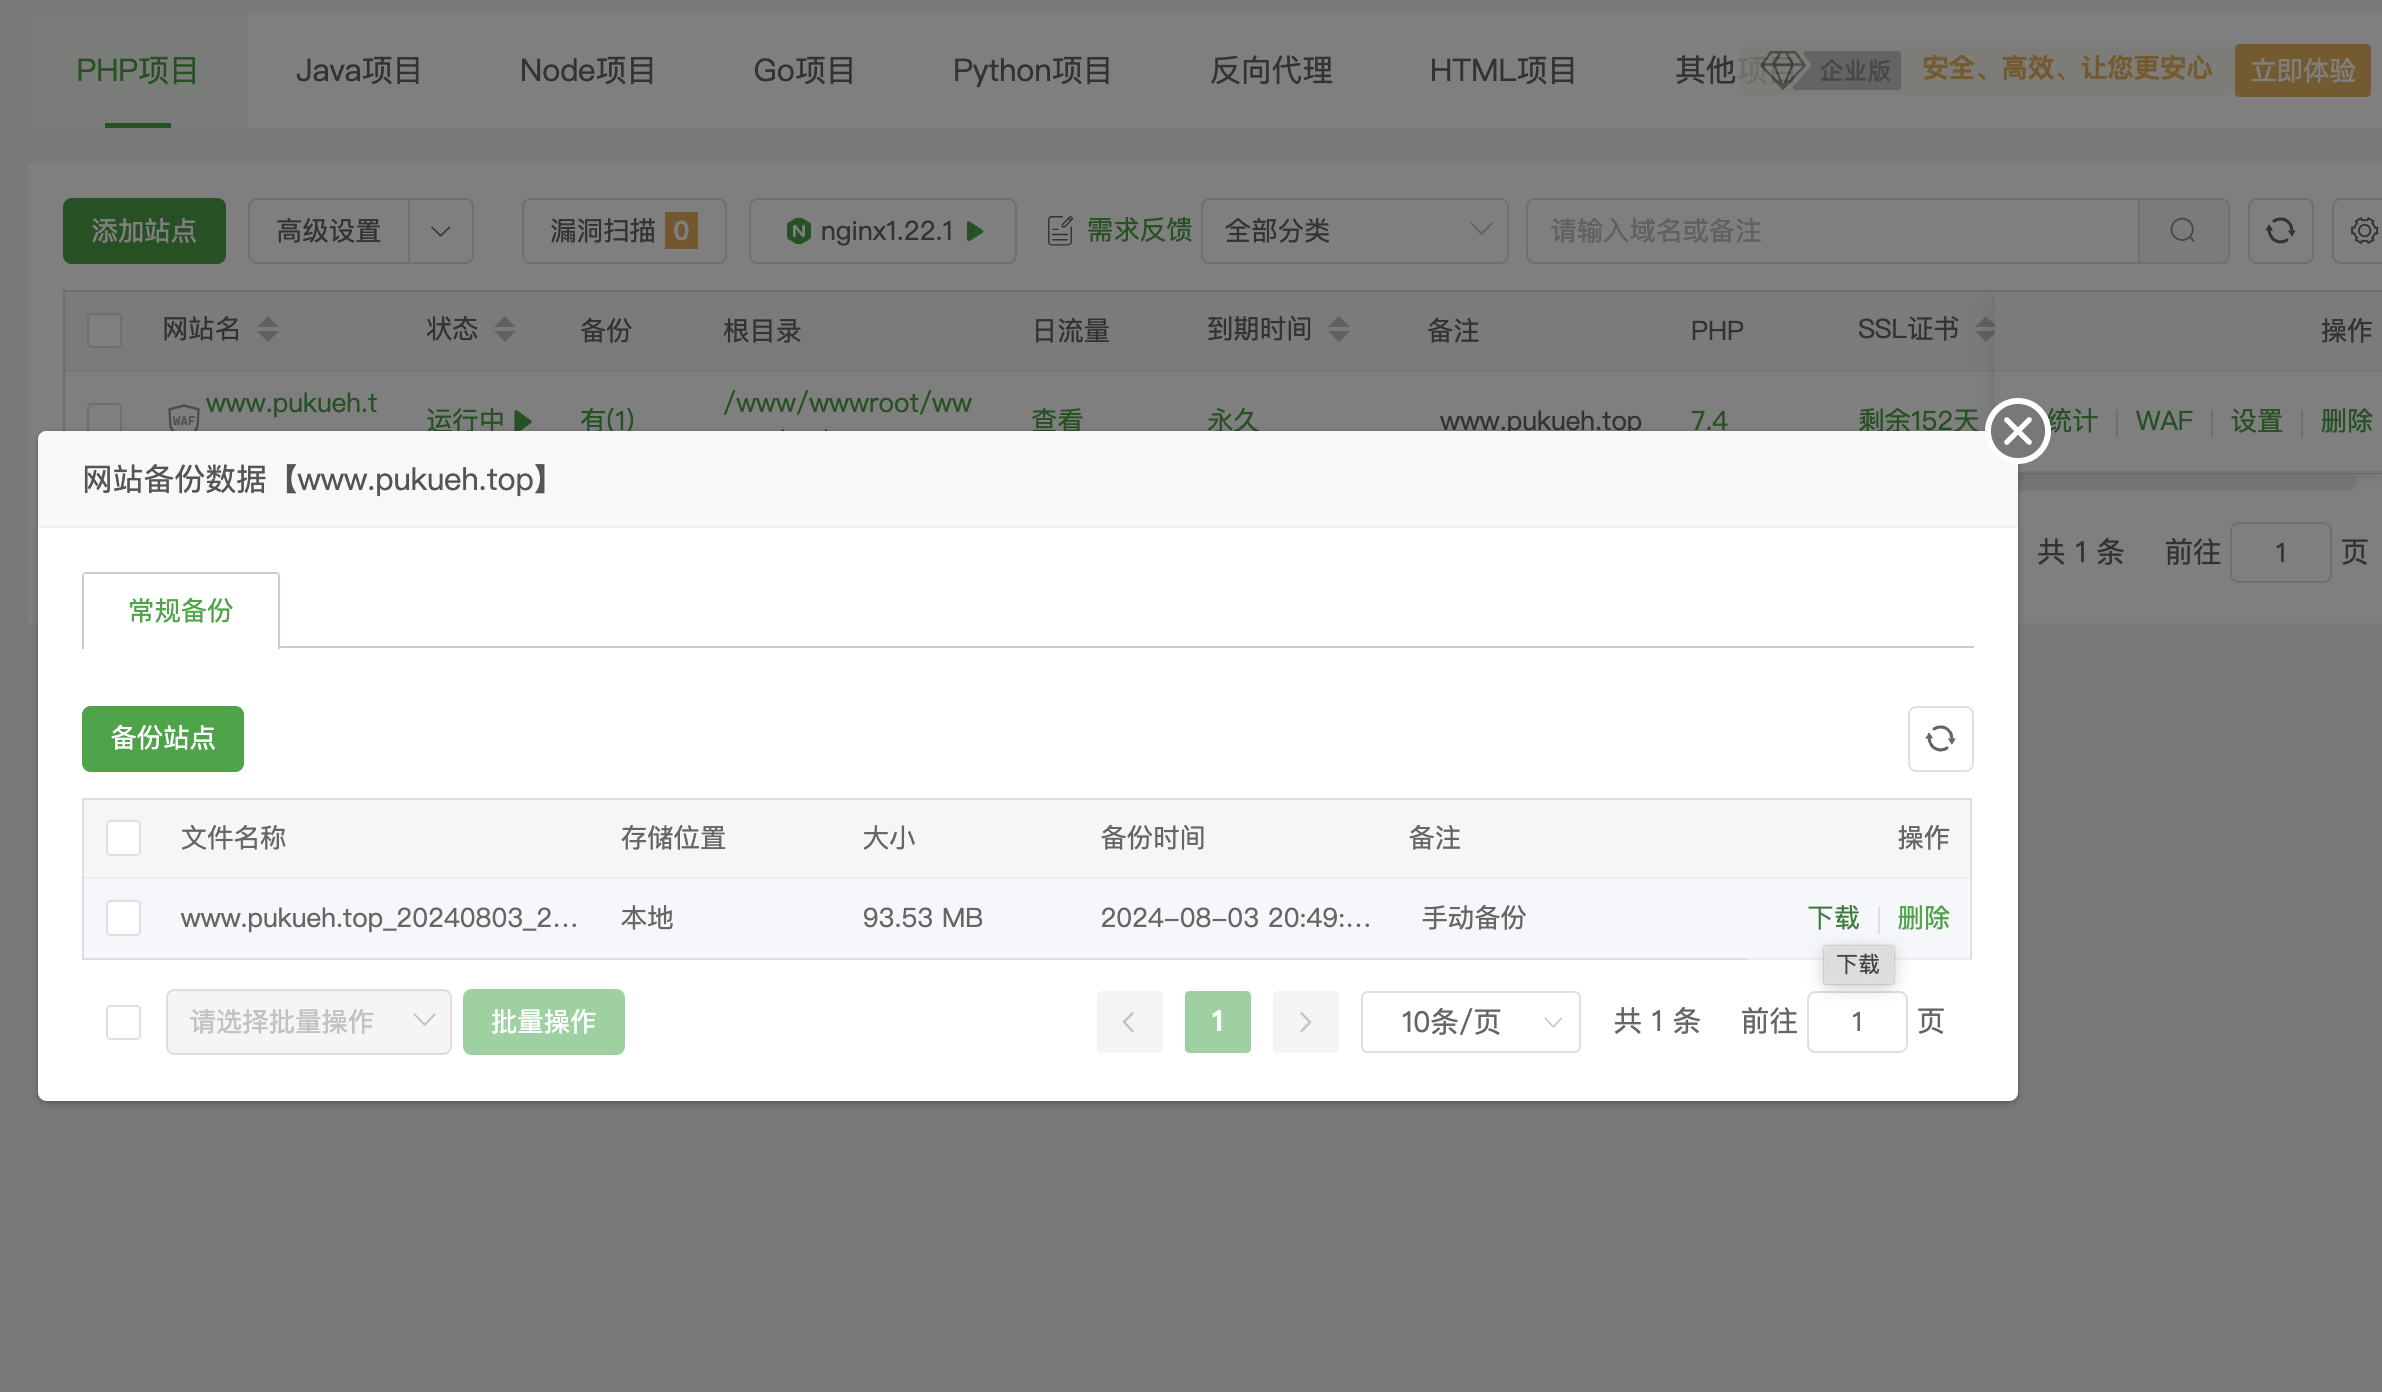 PHP项目 Java项目 Node项目 Go项目 Python项目 反向代理 HTML项目 其他项 企业版 安全、高效、让您更安心 立即体验
添加站点 高级设置 漏洞扫描 0 nginx1.22.1 需求反馈 全部分类 请输入域名或备注
网站名 状态 备份 根目录 日流量 到期时间 备注 PHP SSL证书 操作
WAF www.pukueh.t 运行中 有(1) /www/wwwroot/ww 查看 永久 www.pukueh.top 7.4 剩余152天 统计 WAF 设置 删除
共 1 条 前往 1 页
网站备份数据【www.pukueh.top】
常规备份
备份站点
文件名称 存储位置 大小 备份时间 备注 操作
www.pukueh.top_20240803_2... 本地 93.53 MB 2024-08-03 20:49:... 手动备份 下载 删除
下载
请选择批量操作 批量操作 1 10条/页 共 1 条 前往 1 页